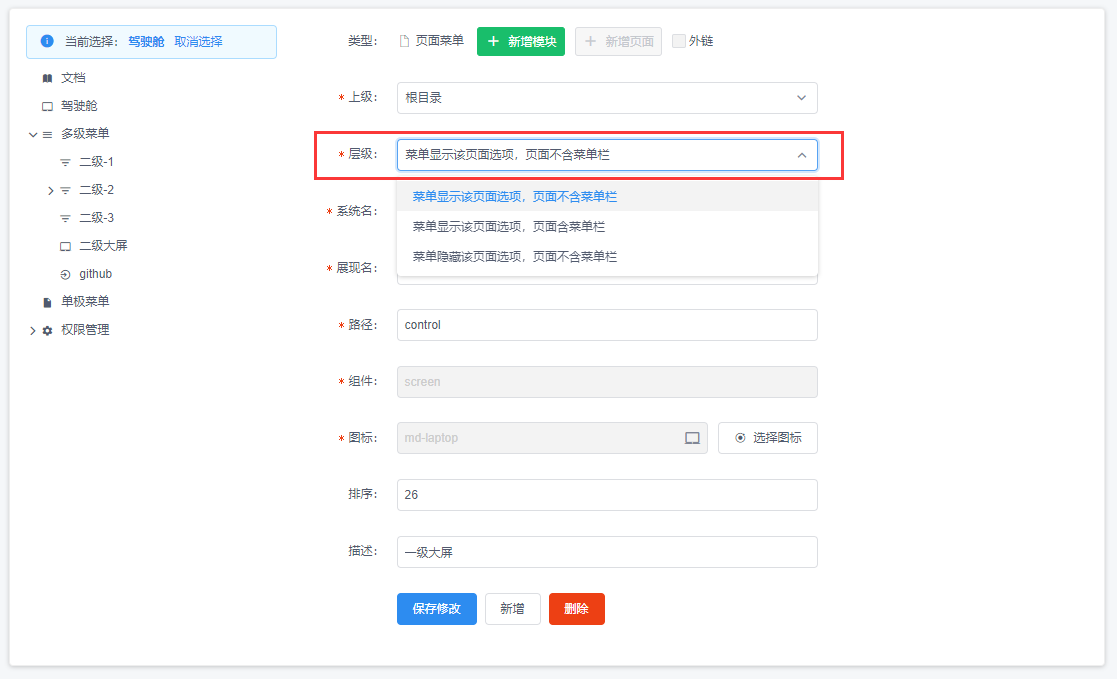 当前选择： 驾驶舱 取消选择
文档
驾驶舱
多级菜单
二级-1
二级-2
二级-3
二级大屏
github
单极菜单
权限管理
类型： 页面菜单 + 新增模块 + 新增页面 外链
* 上级： 根目录
* 层级： 菜单显示该页面选项，页面不含菜单栏
菜单显示该页面选项，页面不含菜单栏
* 系统名：
菜单显示该页面选项，页面含菜单栏
菜单隐藏该页面选项，页面不含菜单栏
* 展现名：
* 路径： control
* 组件： screen
* 图标： md-laptop 选择图标
排序： 26
描述： 一级大屏
保存修改 新增 删除